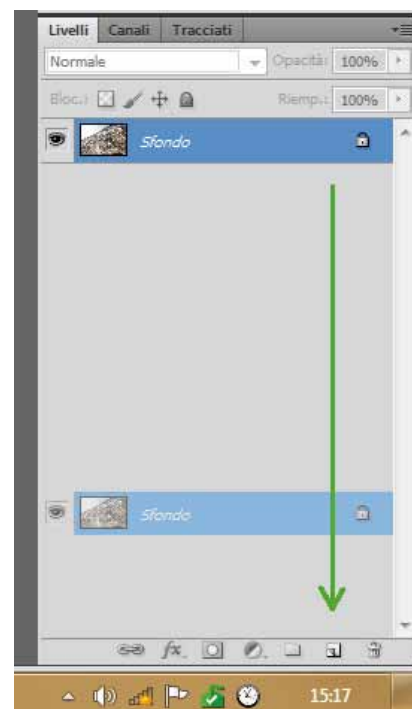 Livelli Canali Tracciati
Normale Opacità: 100%
Bloc.: Riemp.: 100%
Sfondo
Sfondo
fx.
15:17